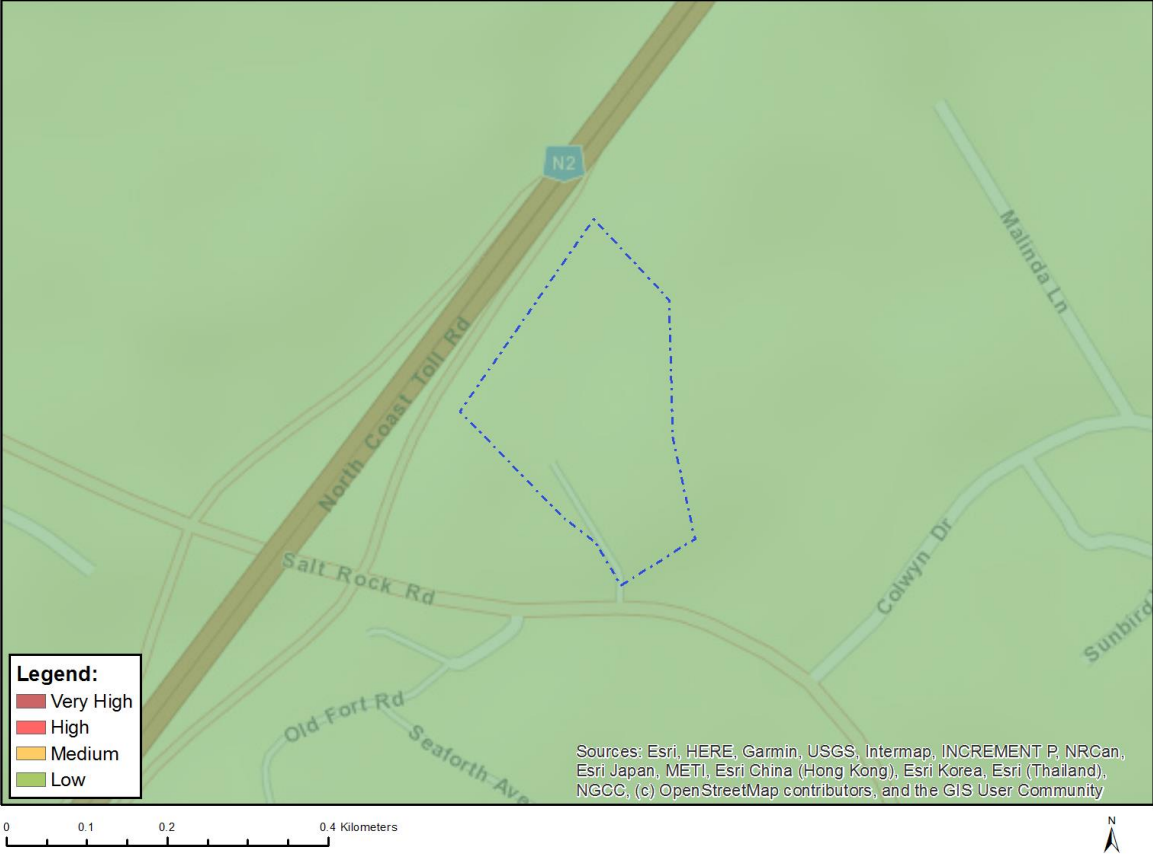 N2
Malinda Ln
North Coast Toll Rd
Salt Rock Rd
Colwyn Dr
Sunbird
Old Fort Rd
Seaforth Ave
Legend:
Very High
High
Medium
Low
Sources: Esri, HERE, Garmin, USGS, Intermap, INCREMENT P, NRCan,
Esri Japan, METI, Esri China (Hong Kong), Esri Korea, Esri (Thailand),
NGCC, (c) OpenStreetMap contributors, and the GIS User Community
0 0.1 0.2 0.4 Kilometers
N